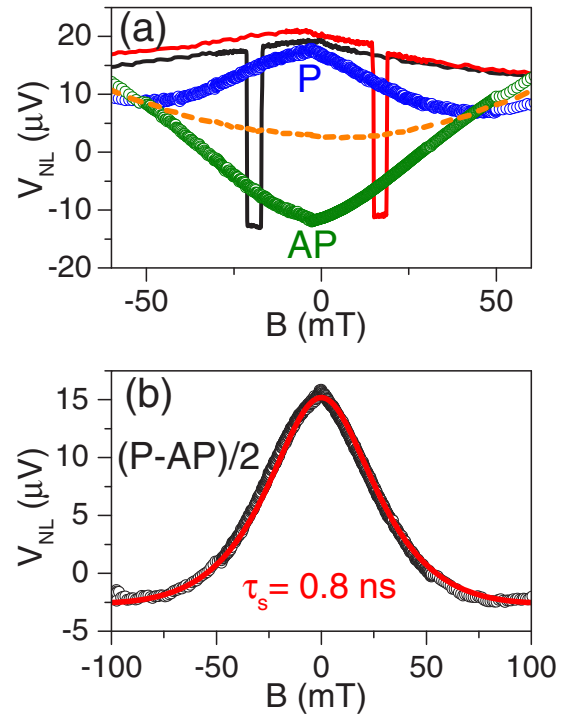 (a)
20
10
0
-10
-20
V_NL (μV)
P
AP
-50 0 50
B (mT)
(b)
15
10
5
0
-5
V_NL (μV)
(P-AP)/2
τ_s= 0.8 ns
-100 -50 0 50 100
B (mT)